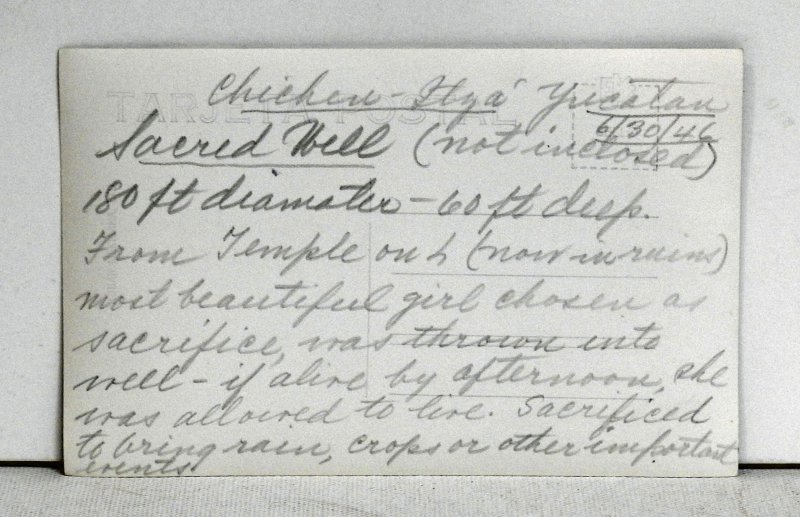 TARJETA POSTAL
Chichen-Itza Yucatan
6/30/46
Sacred Well (not inclosed)
180 ft diamater - 60 ft deep.
From Temple on L (now in ruins)
most beautiful girl chosen as
sacrifice, was thrown into
well - if alive by afternoon, she
was allowed to live. Sacrificed
to bring rain, crops or other important
events.